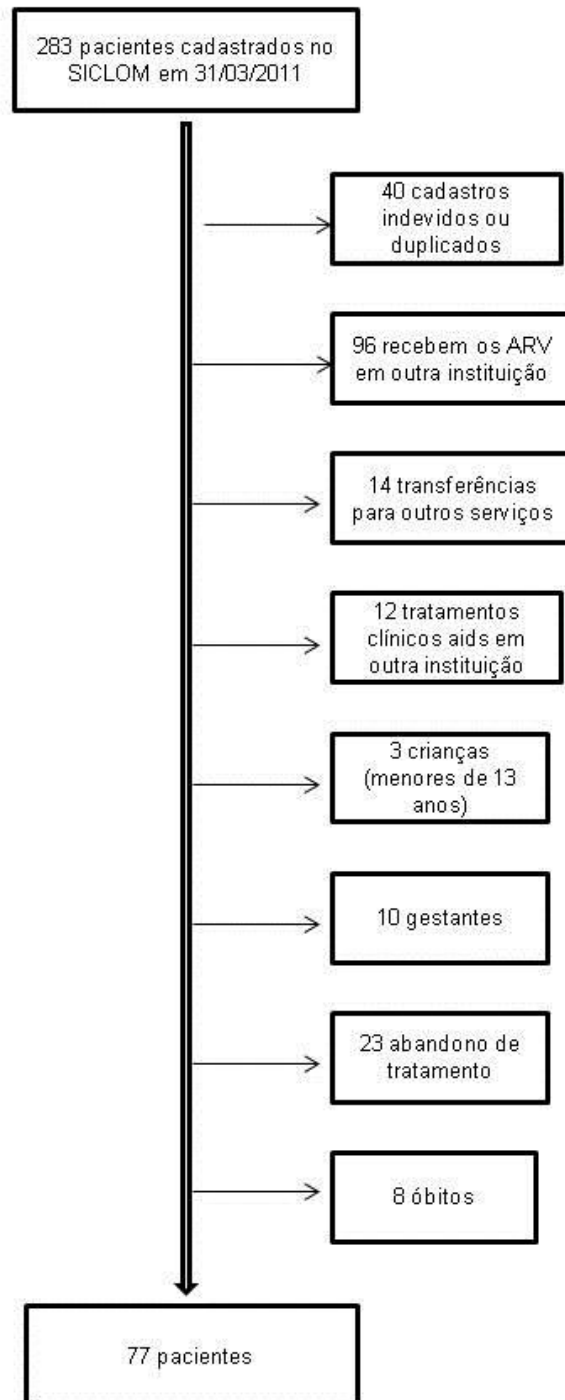 283 pacientes cadastrados no
SICLOM em 31/03/2011
40 cadastros
indevidos ou
duplicados
96 recebem os ARV
em outra instituição
14 transferências
para outros serviços
12 tratamentos
clínicos aids em
outra instituição
3 crianças
(menores de 13
anos)
10 gestantes
23 abandono de
tratamento
8 óbitos
77 pacientes